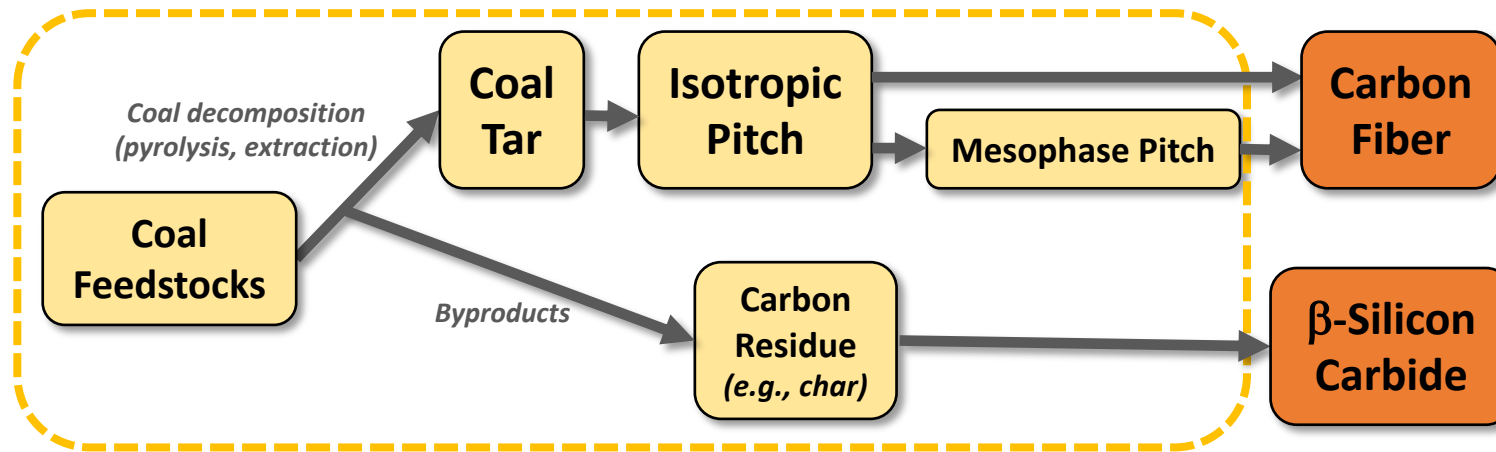 Coal decomposition
(pyrolysis, extraction)
Coal
Feedstocks
Coal
Tar
Isotropic
Pitch
Mesophase Pitch
Carbon
Fiber
Byproducts
Carbon
Residue
(e.g., char)
β-Silicon
Carbide